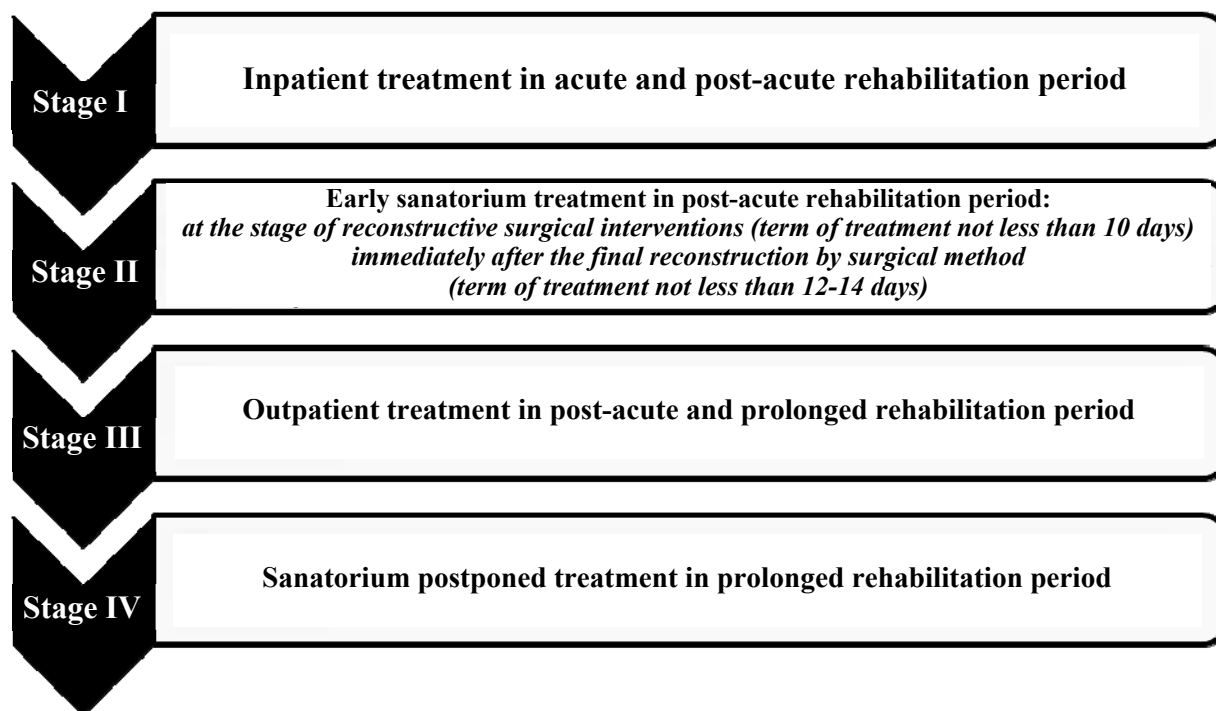 Stage I
Inpatient treatment in acute and post-acute rehabilitation period
Stage II
Early sanatorium treatment in post-acute rehabilitation period:
at the stage of reconstructive surgical interventions (term of treatment not less than 10 days)
immediately after the final reconstruction by surgical method
(term of treatment not less than 12-14 days)
Stage III
Outpatient treatment in post-acute and prolonged rehabilitation period
Stage IV
Sanatorium postponed treatment in prolonged rehabilitation period